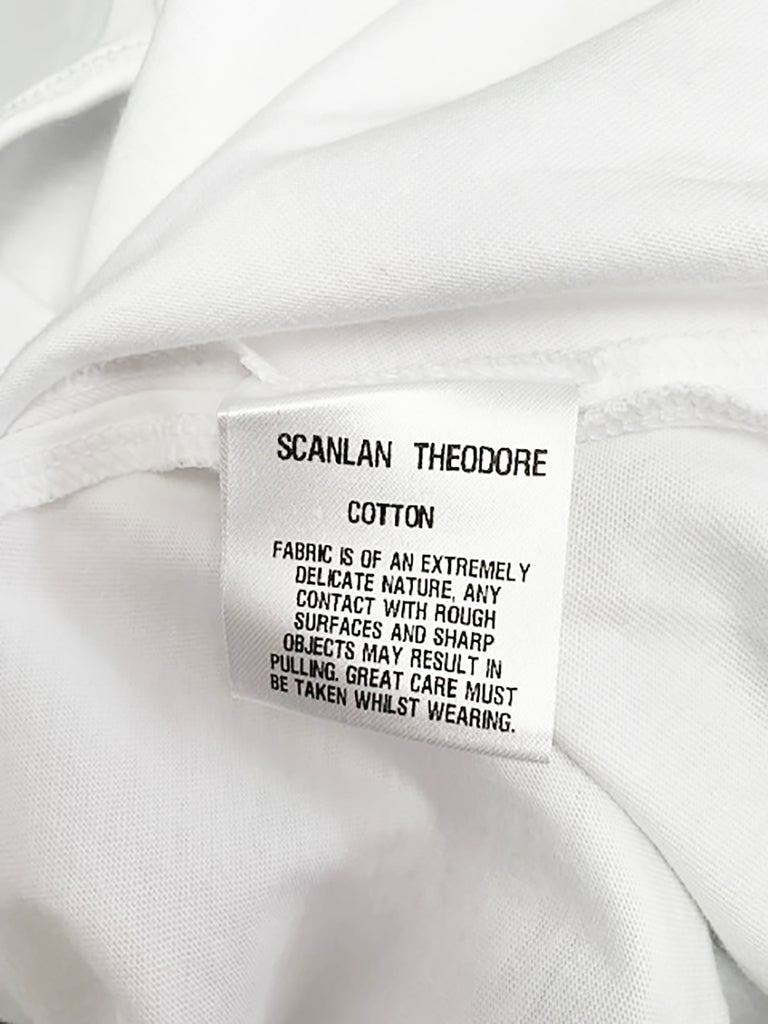 SCANLAN THEODORE
COTTON
FABRIC IS OF AN EXTREMELY
DELICATE NATURE, ANY
CONTACT WITH ROUGH
SURFACES AND SHARP
OBJECTS MAY RESULT IN
PULLING. GREAT CARE MUST
BE TAKEN WHILST WEARING.